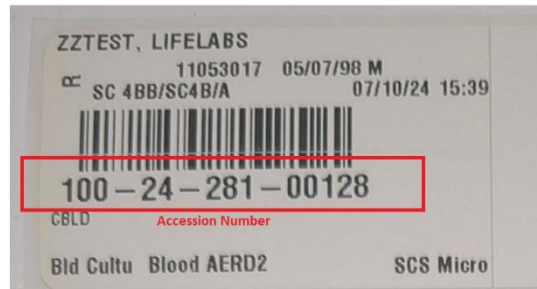 ZZTEST, LIFELABS
R 11053017 05/07/98 M
SC 4BB/SC4B/A 07/10/24 15:39
100-24-281-00128
CBLD Accession Number
Bld Cultu Blood AERD2 SCS Micro